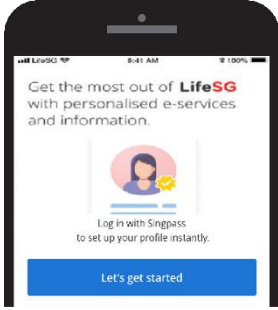 LifeSG 9:41 AM 100%
Get the most out of LifeSG
with personalised e-services
and information.
Log in with Singpass
to set up your profile instantly.
Let's get started